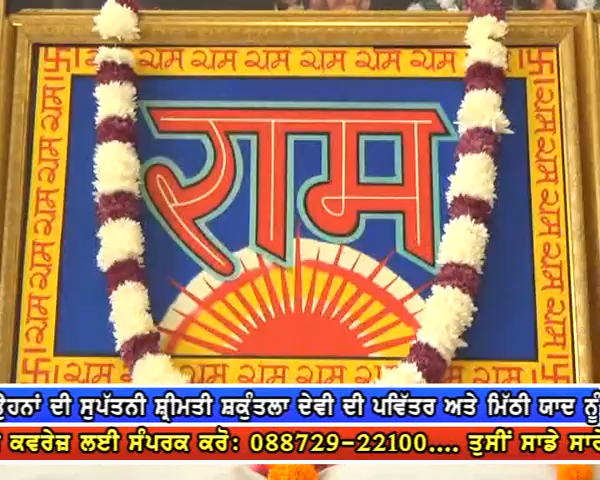 राम राम राम राम राम राम राम
राम
ਉਹਨਾਂ ਦੀ ਸੁਪੱਤਨੀ ਸ਼੍ਰੀਮਤੀ ਸ਼ਕੁੰਤਲਾ ਦੇਵੀ ਦੀ ਪਵਿੱਤਰ ਅਤੇ ਮਿੱਠੀ ਯਾਦ ਨੂੰ
ਕਵਰੇਜ਼ ਲਈ ਸੰਪਰਕ ਕਰੋ: 088729-22100.... ਤੁਸੀਂ ਸਾਡੇ ਸਾਰੇ